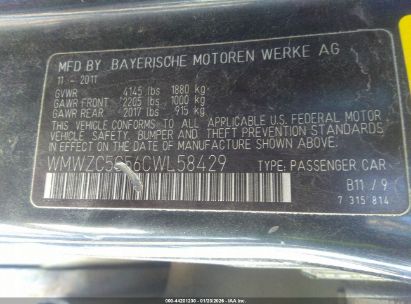 MFD BY BAYERISCHE MOTOREN WERKE AG
11 - 2011
GVWR 4145 lbs 1880 kg
GAWR FRONT 2205 lbs 1000 kg
GAWR REAR 2017 lbs 915 kg
THIS VEHICLE CONFORMS TO ALL APPLICABLE U.S. FEDERAL MOTOR
VEHICLE SAFETY, BUMPER, AND THEFT PREVENTION STANDARDS
IN EFFECT ON THE DATE OF MANUFACTURE SHOWN ABOVE.
TYPE: PASSENGER CAR
B11 / 9
7 315 814
000-44201230 - 01/23/2026 - IAAI.com